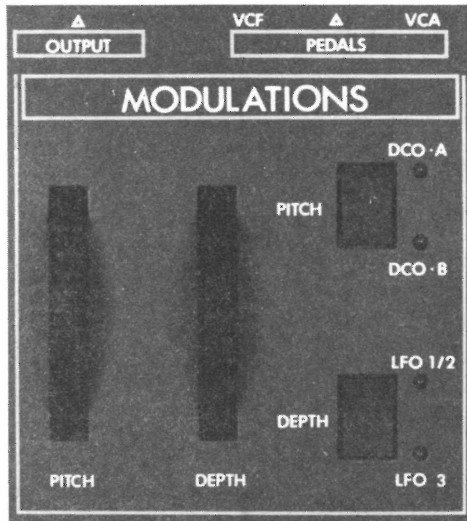 VCF VCA
OUTPUT PEDALS
MODULATIONS
DCO·A
PITCH
DCO·B
LFO 1/2
DEPTH
PITCH DEPTH LFO 3